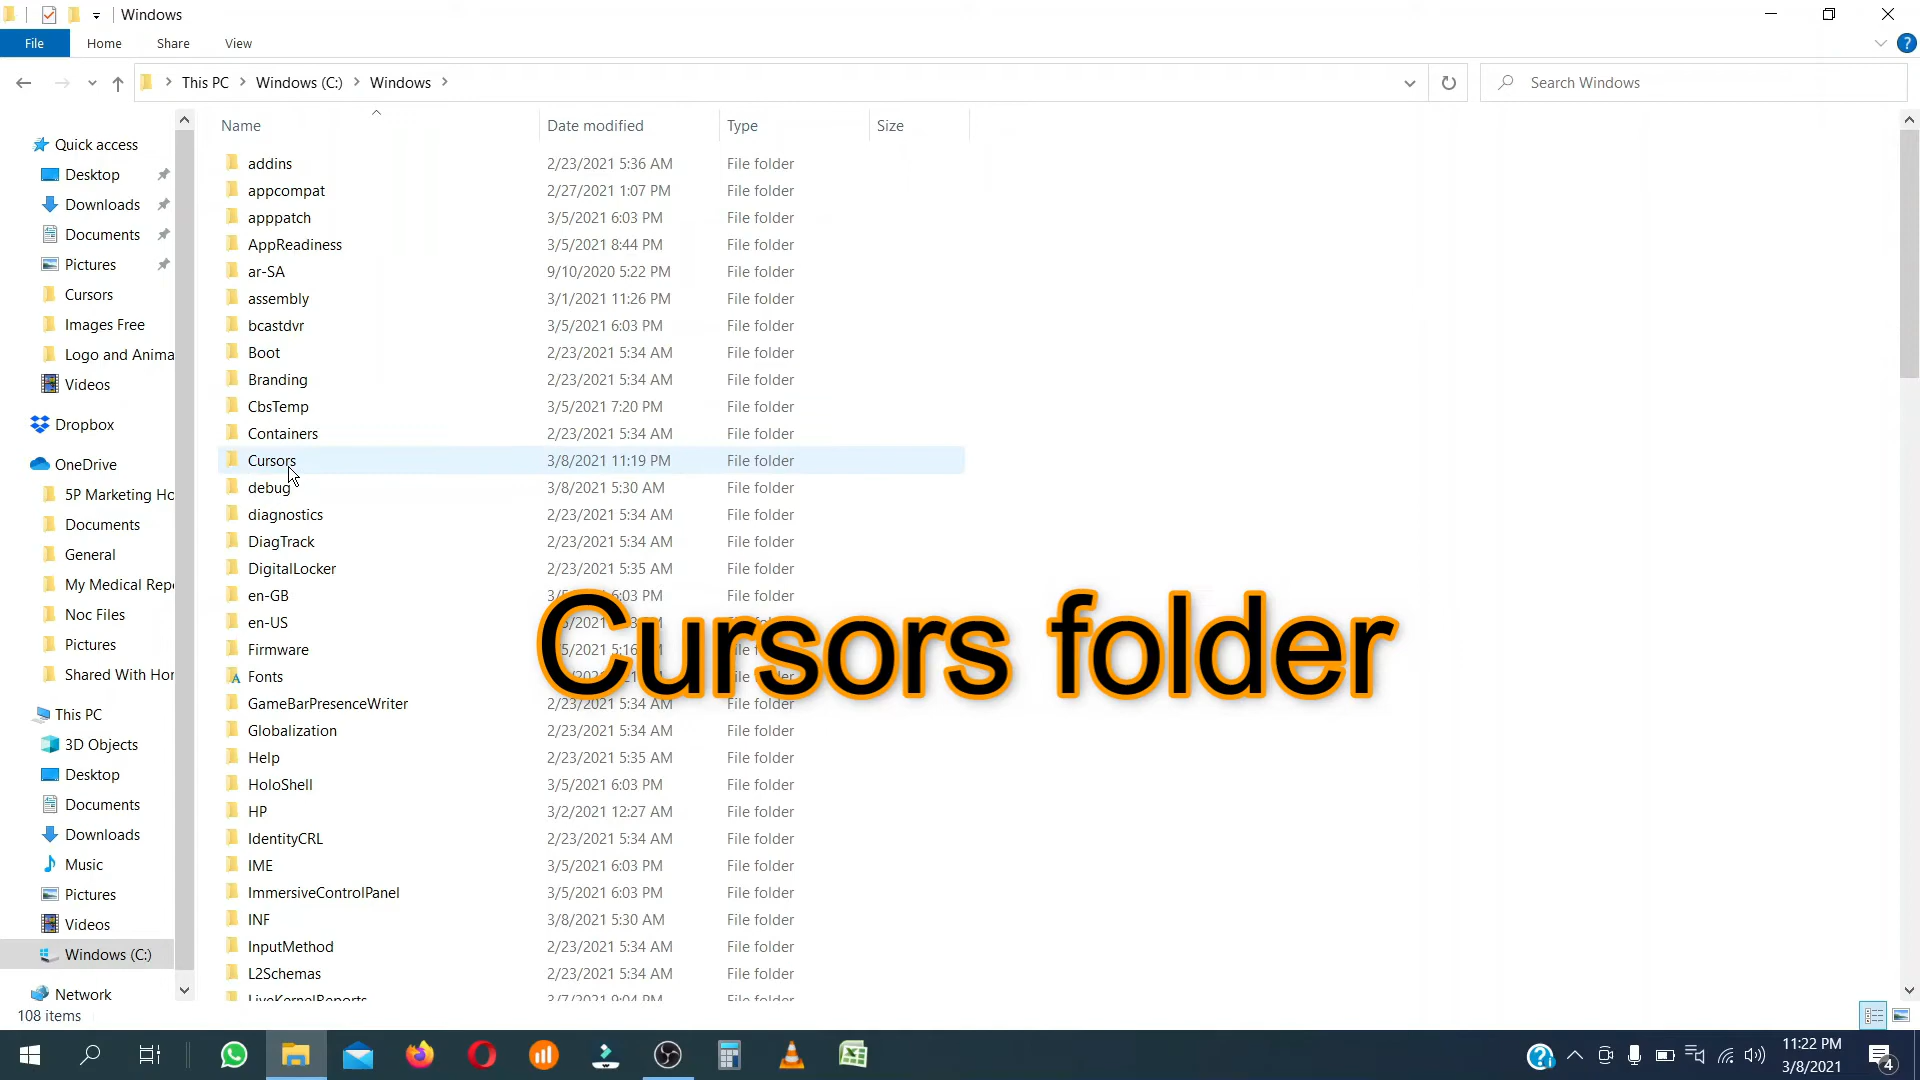 Windows
File Home Share View
This PC Windows (C:) Windows
Search Windows
Name Date modified Type Size
Quick access
Desktop
Downloads
Documents
Pictures
Cursors
Images Free
Logo and Anima
Videos
Dropbox
OneDrive
5P Marketing Ho
Documents
General
My Medical Repo
Noc Files
Pictures
Shared With
This PC
3D Objects
Desktop
Documents
Downloads
Music
Pictures
Videos
Windows (C:)
Network
addins 2/23/2021 5:36 AM File folder
appcompat 2/27/2021 1:07 PM File folder
apppatch 3/5/2021 6:03 PM File folder
AppReadiness 3/5/2021 8:44 PM File folder
ar-SA 9/10/2020 5:22 PM File folder
assembly 3/1/2021 11:26 PM File folder
bcastdvr 3/5/2021 6:03 PM File folder
Boot 2/23/2021 5:34 AM File folder
Branding 2/23/2021 5:34 AM File folder
CbsTemp 3/5/2021 7:20 PM File folder
Containers 2/23/2021 5:34 AM File folder
Cursors 3/8/2021 11:19 PM File folder
debug 3/8/2021 5:30 AM File folder
diagnostics 2/23/2021 5:34 AM File folder
DiagTrack 2/23/2021 5:34 AM File folder
DigitalLocker 2/23/2021 5:35 AM File folder
en-GB 6:03 PM File folder
en-US
Firmware
Fonts
Cursors folder
GameBarPresenceWriter 2/23/2021 5:34 AM File folder
Globalization 2/23/2021 5:34 AM File folder
Help 2/23/2021 5:35 AM File folder
HoloShell 3/5/2021 6:03 PM File folder
HP 3/2/2021 12:27 AM File folder
IdentityCRL 2/23/2021 5:34 AM File folder
IME 3/5/2021 6:03 PM File folder
ImmersiveControlPanel 3/5/2021 6:03 PM File folder
INF 3/8/2021 5:30 AM File folder
InputMethod 2/23/2021 5:34 AM File folder
L2Schemas 2/23/2021 5:34 AM File folder
LiveKernelReports 3/7/2021 9:04 PM File folder
108 items
11:22 PM
3/8/2021
4